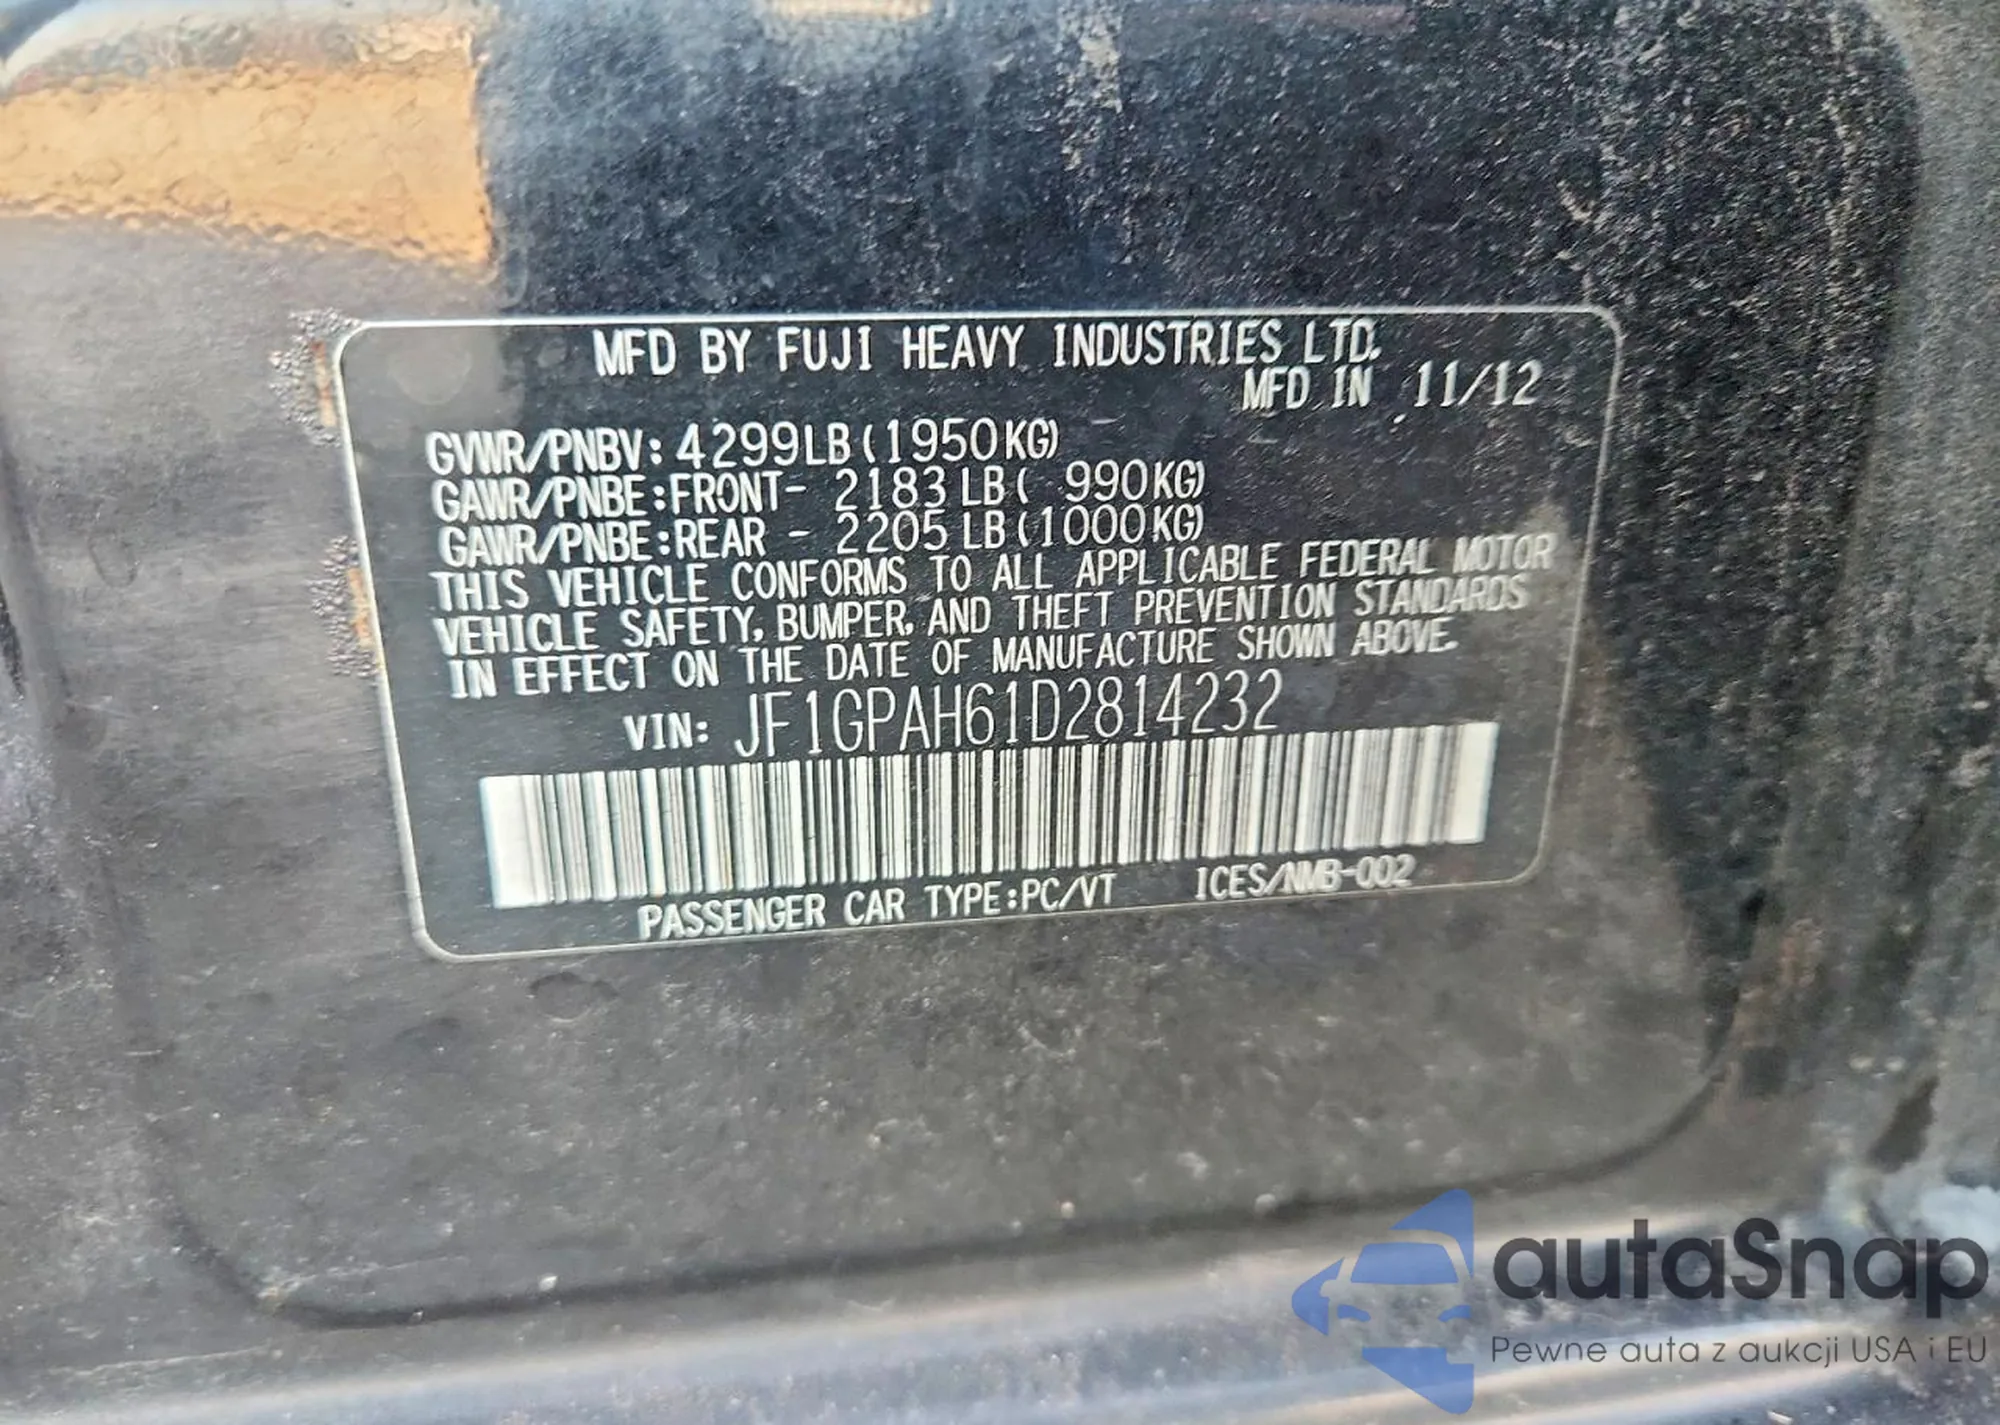 MFD BY FUJI HEAVY INDUSTRIES LTD.
MFD IN 11/12
GVWR/PNBV: 4299LB(1950KG)
GAWR/PNBE:FRONT- 2183 LB( 990KG)
GAWR/PNBE:REAR - 2205 LB(1000KG)
THIS VEHICLE CONFORMS TO ALL APPLICABLE FEDERAL MOTOR
VEHICLE SAFETY, BUMPER, AND THEFT PREVENTION STANDARDS
IN EFFECT ON THE DATE OF MANUFACTURE SHOWN ABOVE.
VIN: JF1GPAH61D2814232
PASSENGER CAR TYPE:PC/VT ICES/NMB-002
autaSnap
Pewne auta z aukcji USA i EU